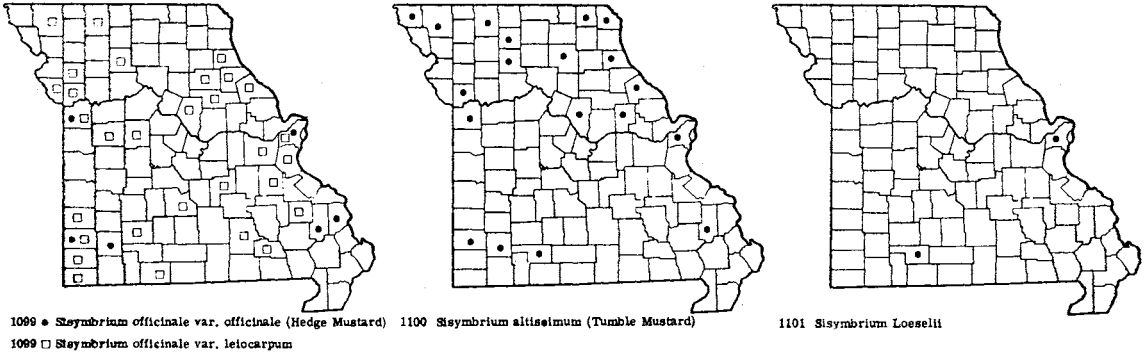 1099 ● Sisymbrium officinale var. officinale (Hedge Mustard)
1099 □ Sisymbrium officinale var. leiocarpum
1100 Sisymbrium altissimum (Tumble Mustard)
1101 Sisymbrium Loeselii